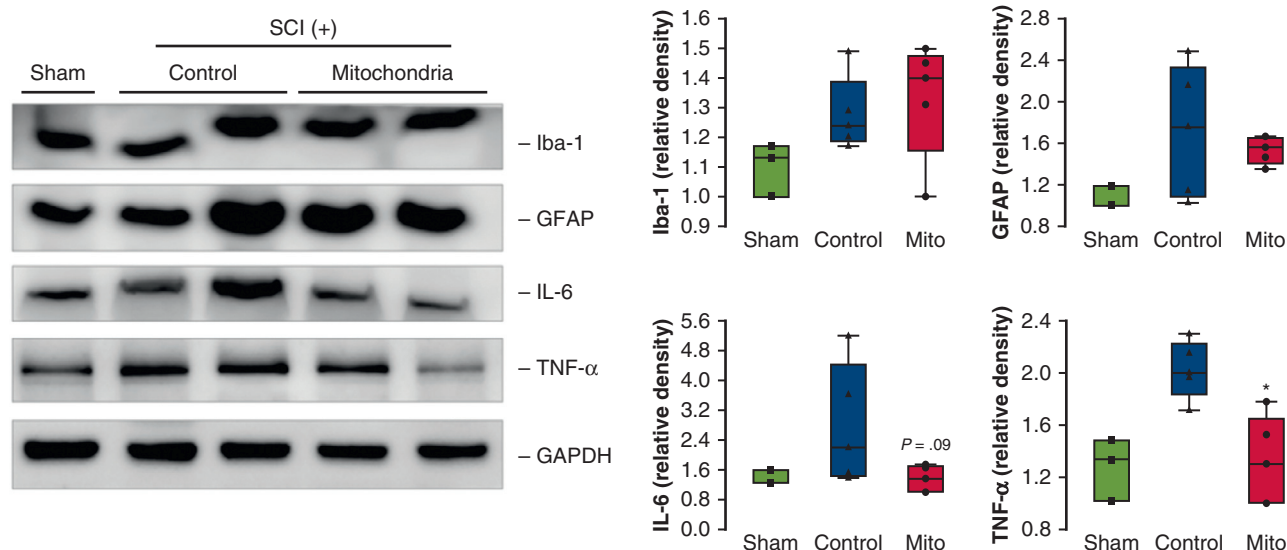 SCI (+)
Sham Control Mitochondria
– Iba-1
– GFAP
– IL-6
– TNF-α
– GAPDH
Iba-1 (relative density)
1.6
1.5
1.4
1.3
1.2
1.1
1.0
0.9
Sham Control Mito
GFAP (relative density)
2.8
2.4
2.0
1.6
1.2
0.8
Sham Control Mito
IL-6 (relative density)
5.6
4.8
4.0
3.2
2.4
1.6
0.8
0.0
P = .09
Sham Control Mito
TNF-α (relative density)
2.4
2.0
1.6
1.2
0.8
*
Sham Control Mito